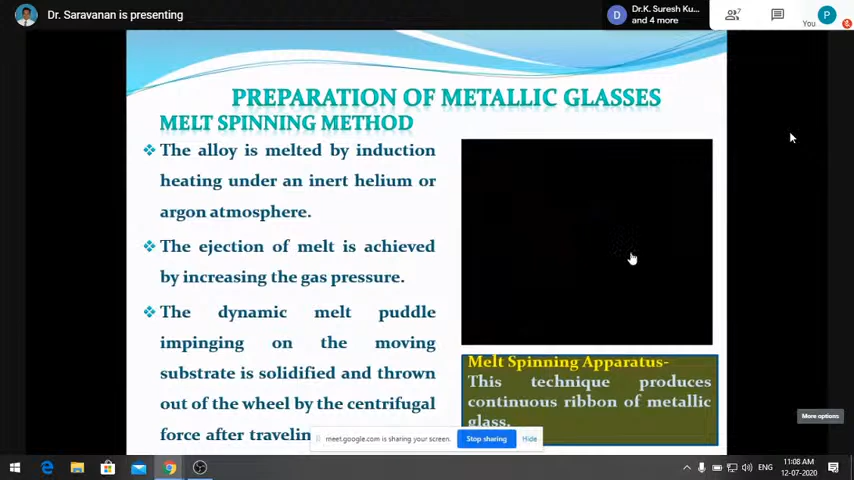 Dr. Saravanan is presenting
Dr.K. Suresh Ku...
and 4 more
D
7
You
P
PREPARATION OF METALLIC GLASSES
MELT SPINNING METHOD
The alloy is melted by induction
heating under an inert helium or
argon atmosphere.
The ejection of melt is achieved
by increasing the gas pressure.
The dynamic melt puddle
impinging on the moving
substrate is solidified and thrown
out of the wheel by the centrifugal
force after travelin
Melt Spinning Apparatus-
This technique produces
continuous ribbon of metallic
glass.
More options
meet.google.com is sharing your screen.
Stop sharing
Hide
ENG
11:08 AM
12-07-2020